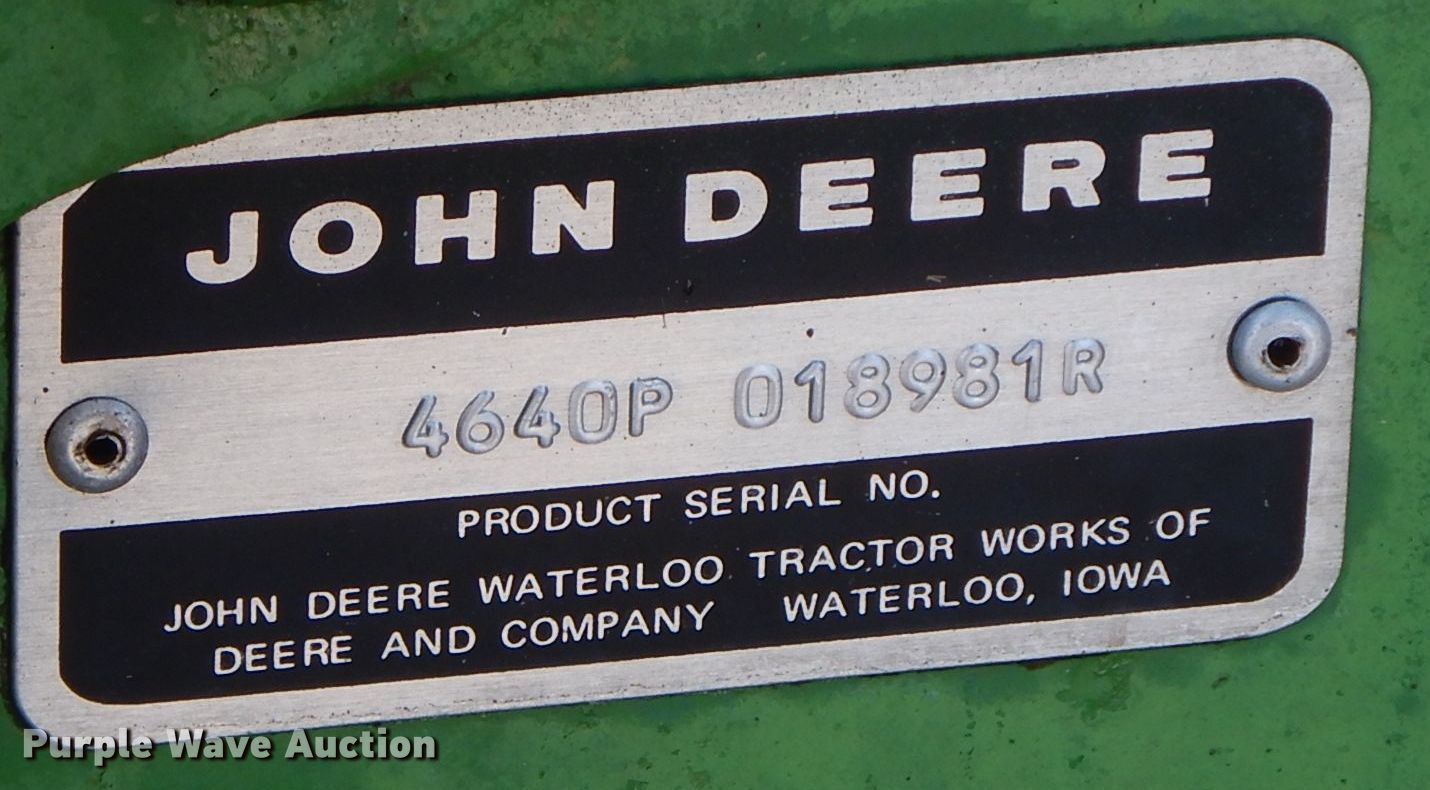 JOHN DEERE
4640P 018981R
PRODUCT SERIAL NO.
JOHN DEERE WATERLOO TRACTOR WORKS OF
DEERE AND COMPANY WATERLOO, IOWA
Purple Wave Auction